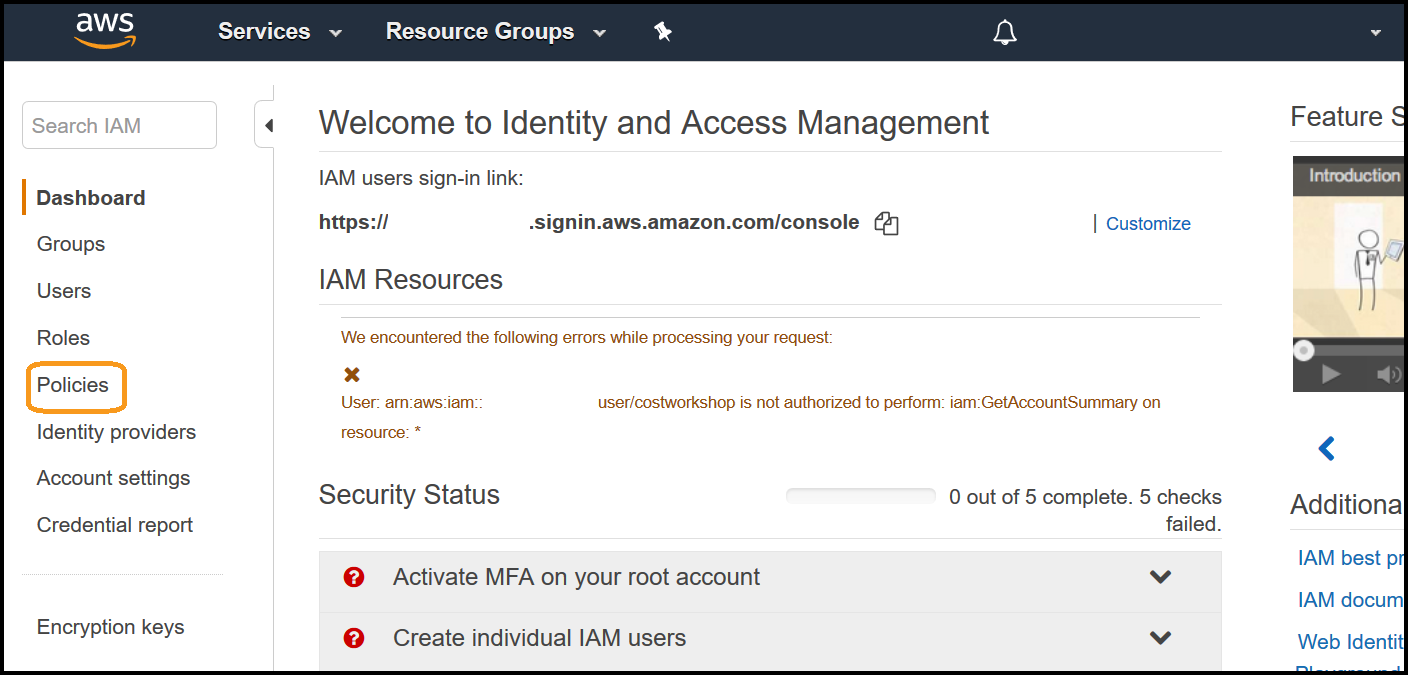 aws
Services
Resource Groups
Search IAM
Dashboard
Groups
Users
Roles
Policies
Identity providers
Account settings
Credential report
Encryption keys
Welcome to Identity and Access Management
IAM users sign-in link:
https:// .signin.aws.amazon.com/console | Customize
IAM Resources
We encountered the following errors while processing your request:
User: arn:aws:iam:: user/costworkshop is not authorized to perform: iam:GetAccountSummary on
resource: *
Security Status
0 out of 5 complete. 5 checks
failed.
Activate MFA on your root account
Create individual IAM users
Feature S
Introduction
Additiona
IAM best pr
IAM docum
Web Identit
Playground